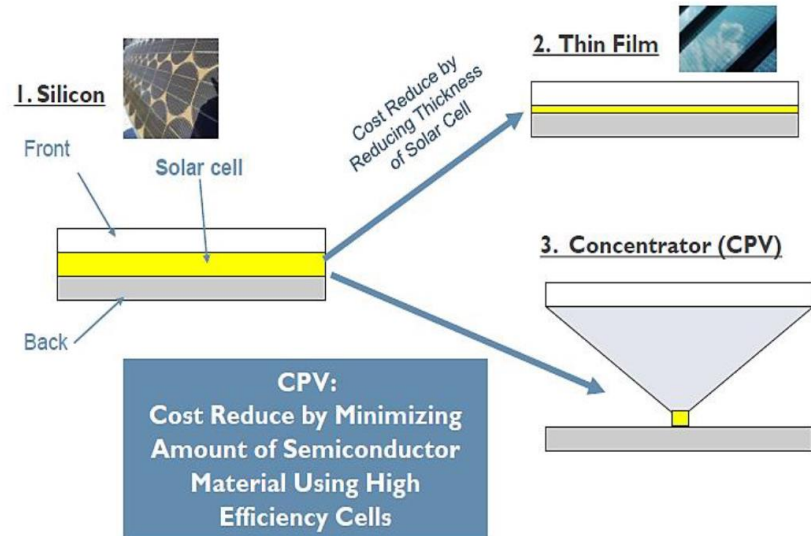 1. Silicon
Front
Solar cell
Back
Cost Reduce by
Reducing Thickness
of Solar Cell
2. Thin Film
3. Concentrator (CPV)
CPV:
Cost Reduce by Minimizing
Amount of Semiconductor
Material Using High
Efficiency Cells